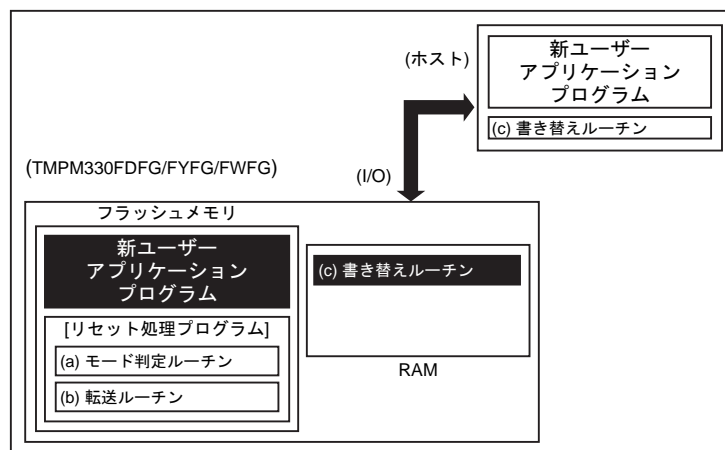 (ホスト)
新ユーザー
アプリケーション
プログラム
(c) 書き替えルーチン
(TMPM330FDFG/FYFG/FWFG)
(I/O)
フラッシュメモリ
新ユーザー
アプリケーション
プログラム
[リセット処理プログラム]
(a) モード判定ルーチン
(b) 転送ルーチン
(c) 書き替えルーチン
RAM